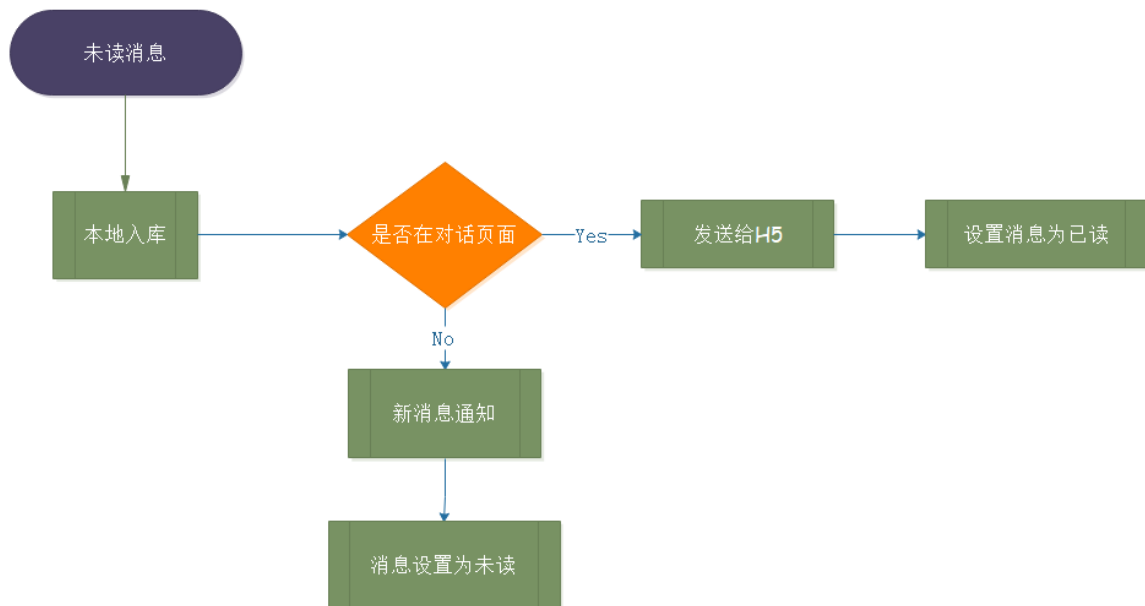 未读消息
本地入库
是否在对话页面
Yes
发送给H5
设置消息为已读
No
新消息通知
消息设置为未读